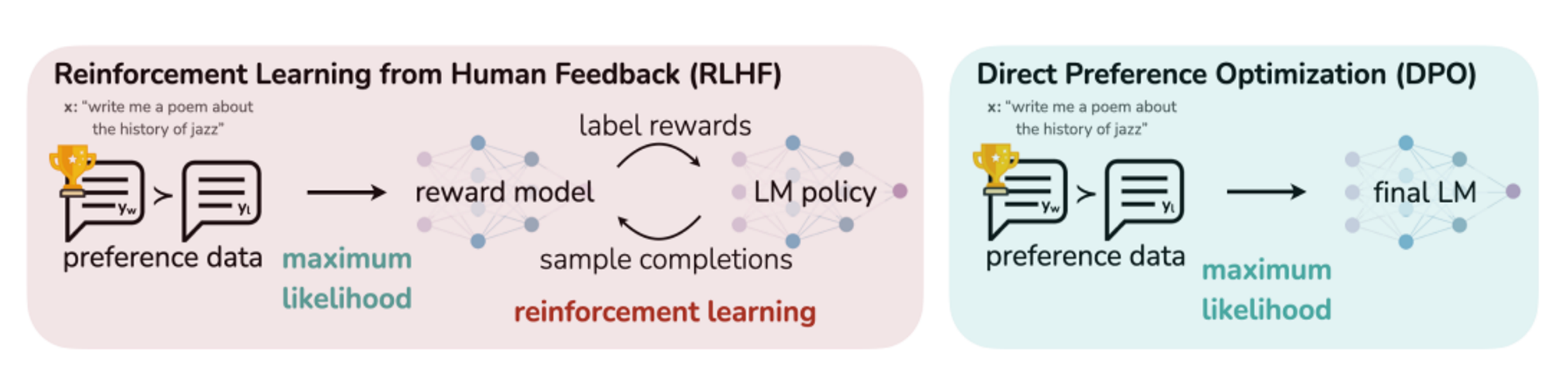 Reinforcement Learning from Human Feedback (RLHF)
x: "write me a poem about
the history of jazz"
label rewards
yw
≻
yl
reward model
LM policy
preference data
maximum
likelihood
sample completions
reinforcement learning
Direct Preference Optimization (DPO)
x: "write me a poem about
the history of jazz"
yw
≻
yl
final LM
preference data
maximum
likelihood